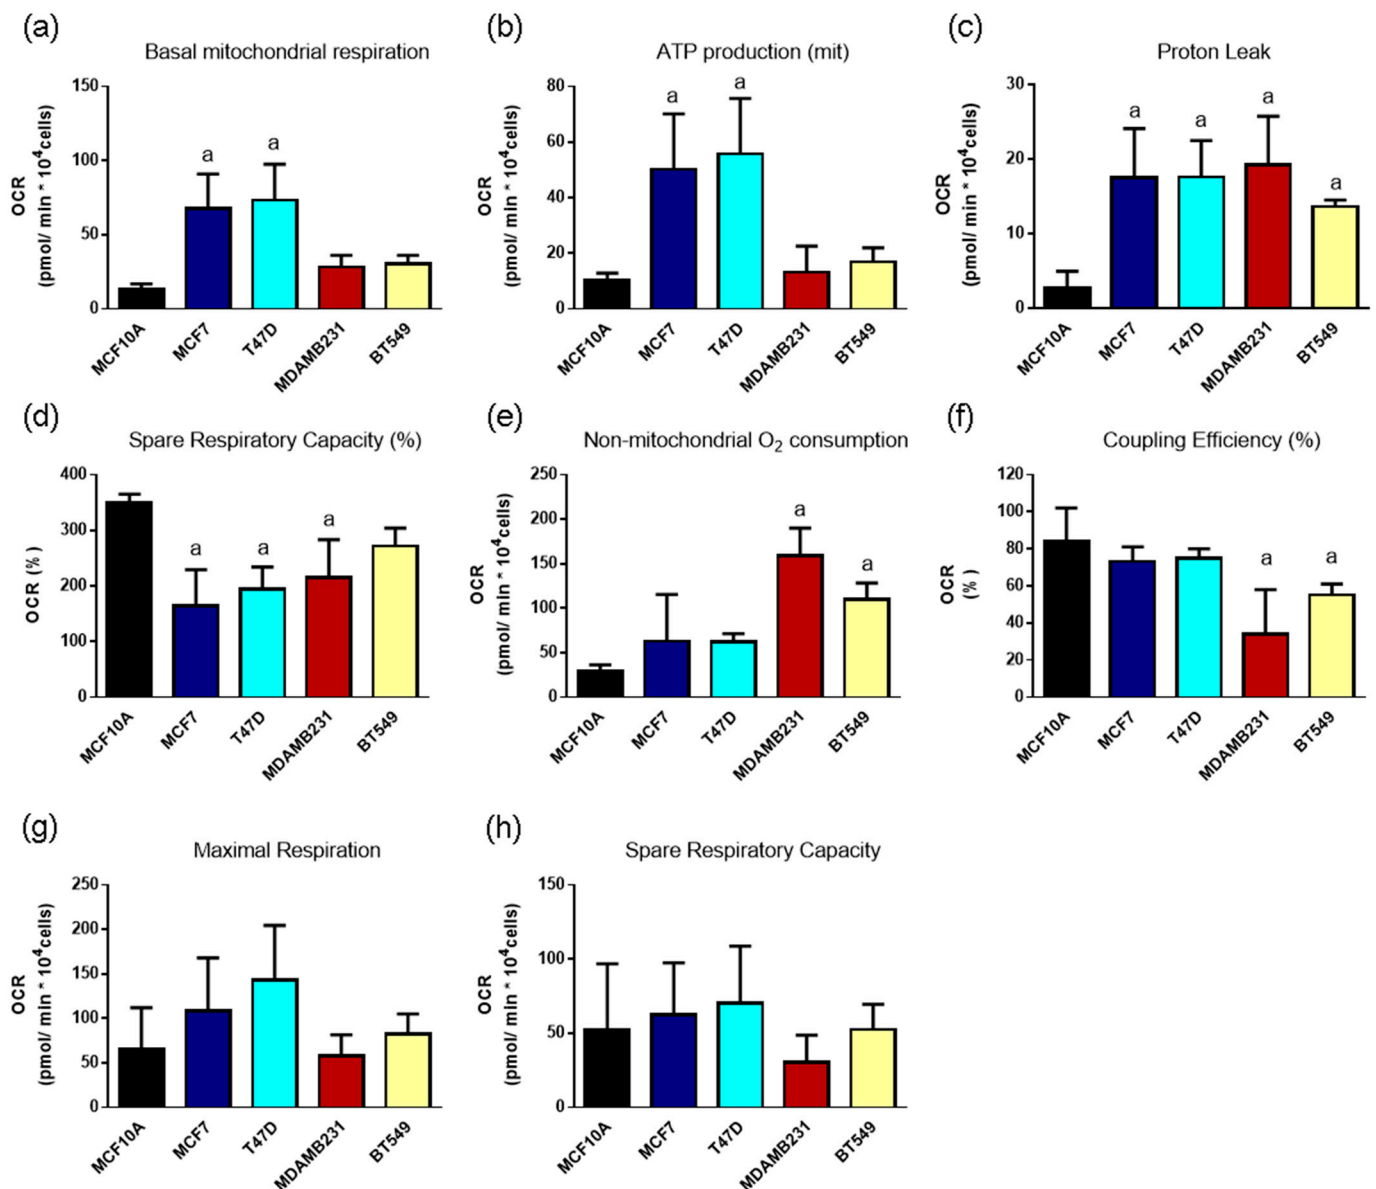 (a)
Basal mitochondrial respiration
OCR
(pmol/ min * 10⁴cells)
150
100
50
0
a
a
MCF10A
MCF7
T47D
MDAMB231
BT549
(b)
ATP production (mit)
OCR
(pmol/ min * 10⁴cells)
80
60
40
20
0
a
a
MCF10A
MCF7
T47D
MDAMB231
BT549
(c)
Proton Leak
OCR
(pmol/ min * 10⁴cells)
30
20
10
0
a
a
a
a
MCF10A
MCF7
T47D
MDAMB231
BT549
(d)
Spare Respiratory Capacity (%)
OCR (%)
400
300
200
100
0
a
a
a
MCF10A
MCF7
T47D
MDAMB231
BT549
(e)
Non-mitochondrial O₂ consumption
OCR
(pmol/ min * 10⁴cells)
250
200
150
100
50
0
a
a
MCF10A
MCF7
T47D
MDAMB231
BT549
(f)
Coupling Efficiency (%)
OCR
(%)
120
100
80
60
40
20
0
a
a
MCF10A
MCF7
T47D
MDAMB231
BT549
(g)
Maximal Respiration
OCR
(pmol/ min * 10⁴cells)
250
200
150
100
50
0
MCF10A
MCF7
T47D
MDAMB231
BT549
(h)
Spare Respiratory Capacity
OCR
(pmol/ min * 10⁴cells)
150
100
50
0
MCF10A
MCF7
T47D
MDAMB231
BT549